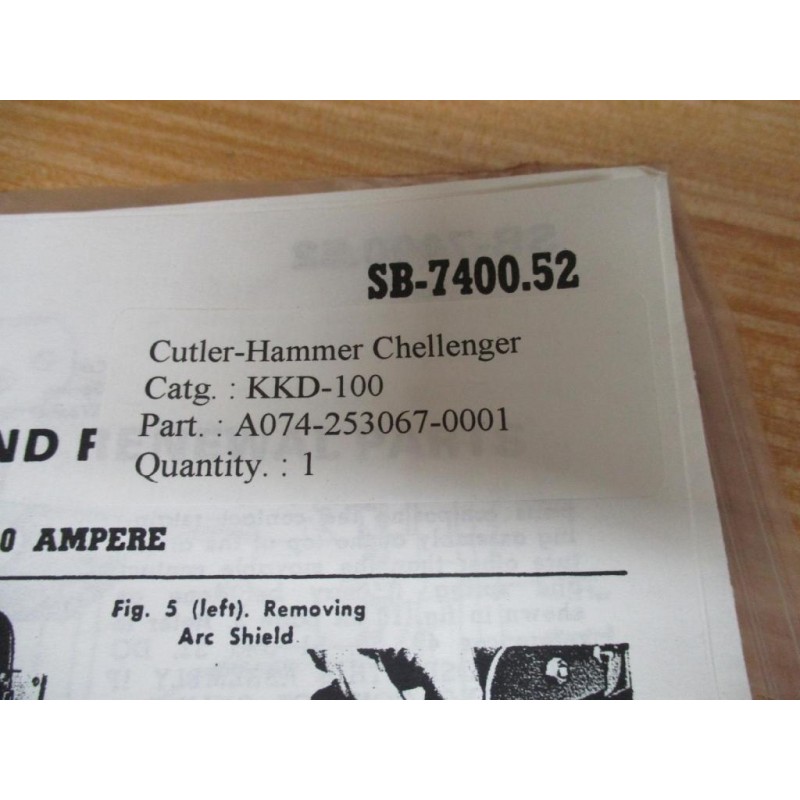 SB-7400.52
Cutler-Hammer Chellenger
Catg. : KKD-100
Part. : A074-253067-0001
Quantity. : 1
ND
0 AMPERE
Fig. 5 (left). Removing
Arc Shield